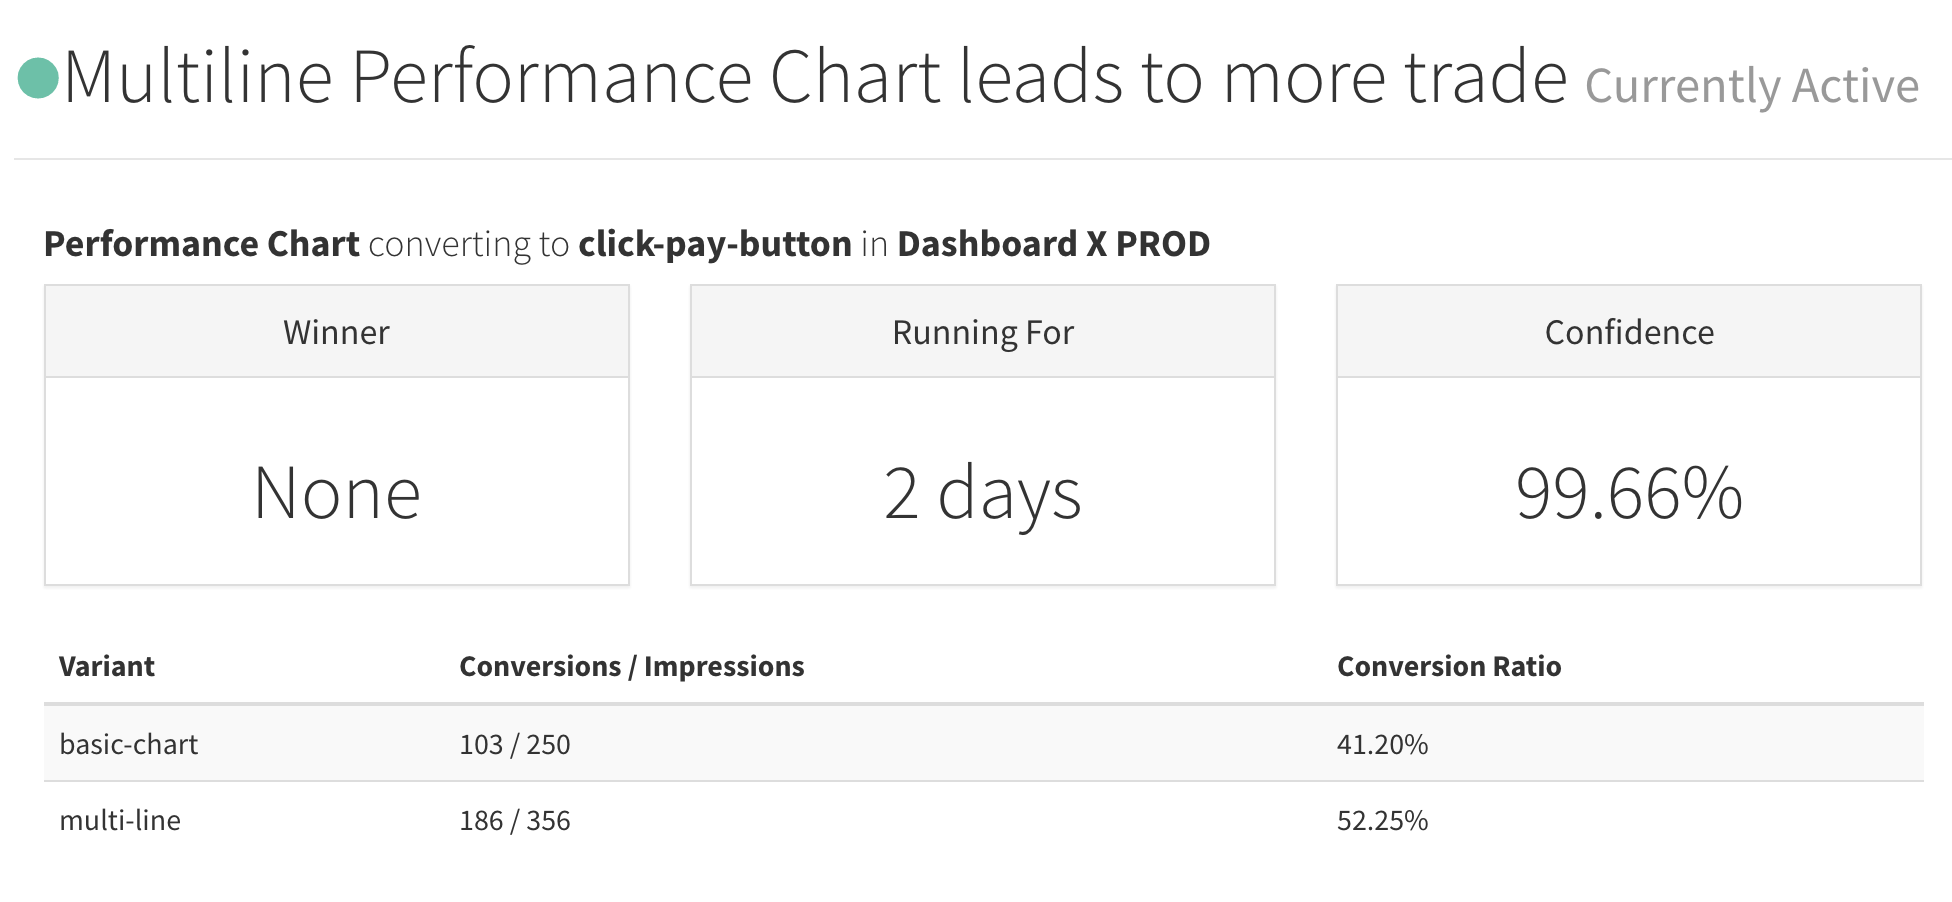 Multiline Performance Chart leads to more trade Currently Active
Performance Chart converting to click-pay-button in Dashboard X PROD
Winner Running For Confidence
None 2 days 99.66%
Variant Conversions / Impressions Conversion Ratio
basic-chart 103 / 250 41.20%
multi-line 186 / 356 52.25%